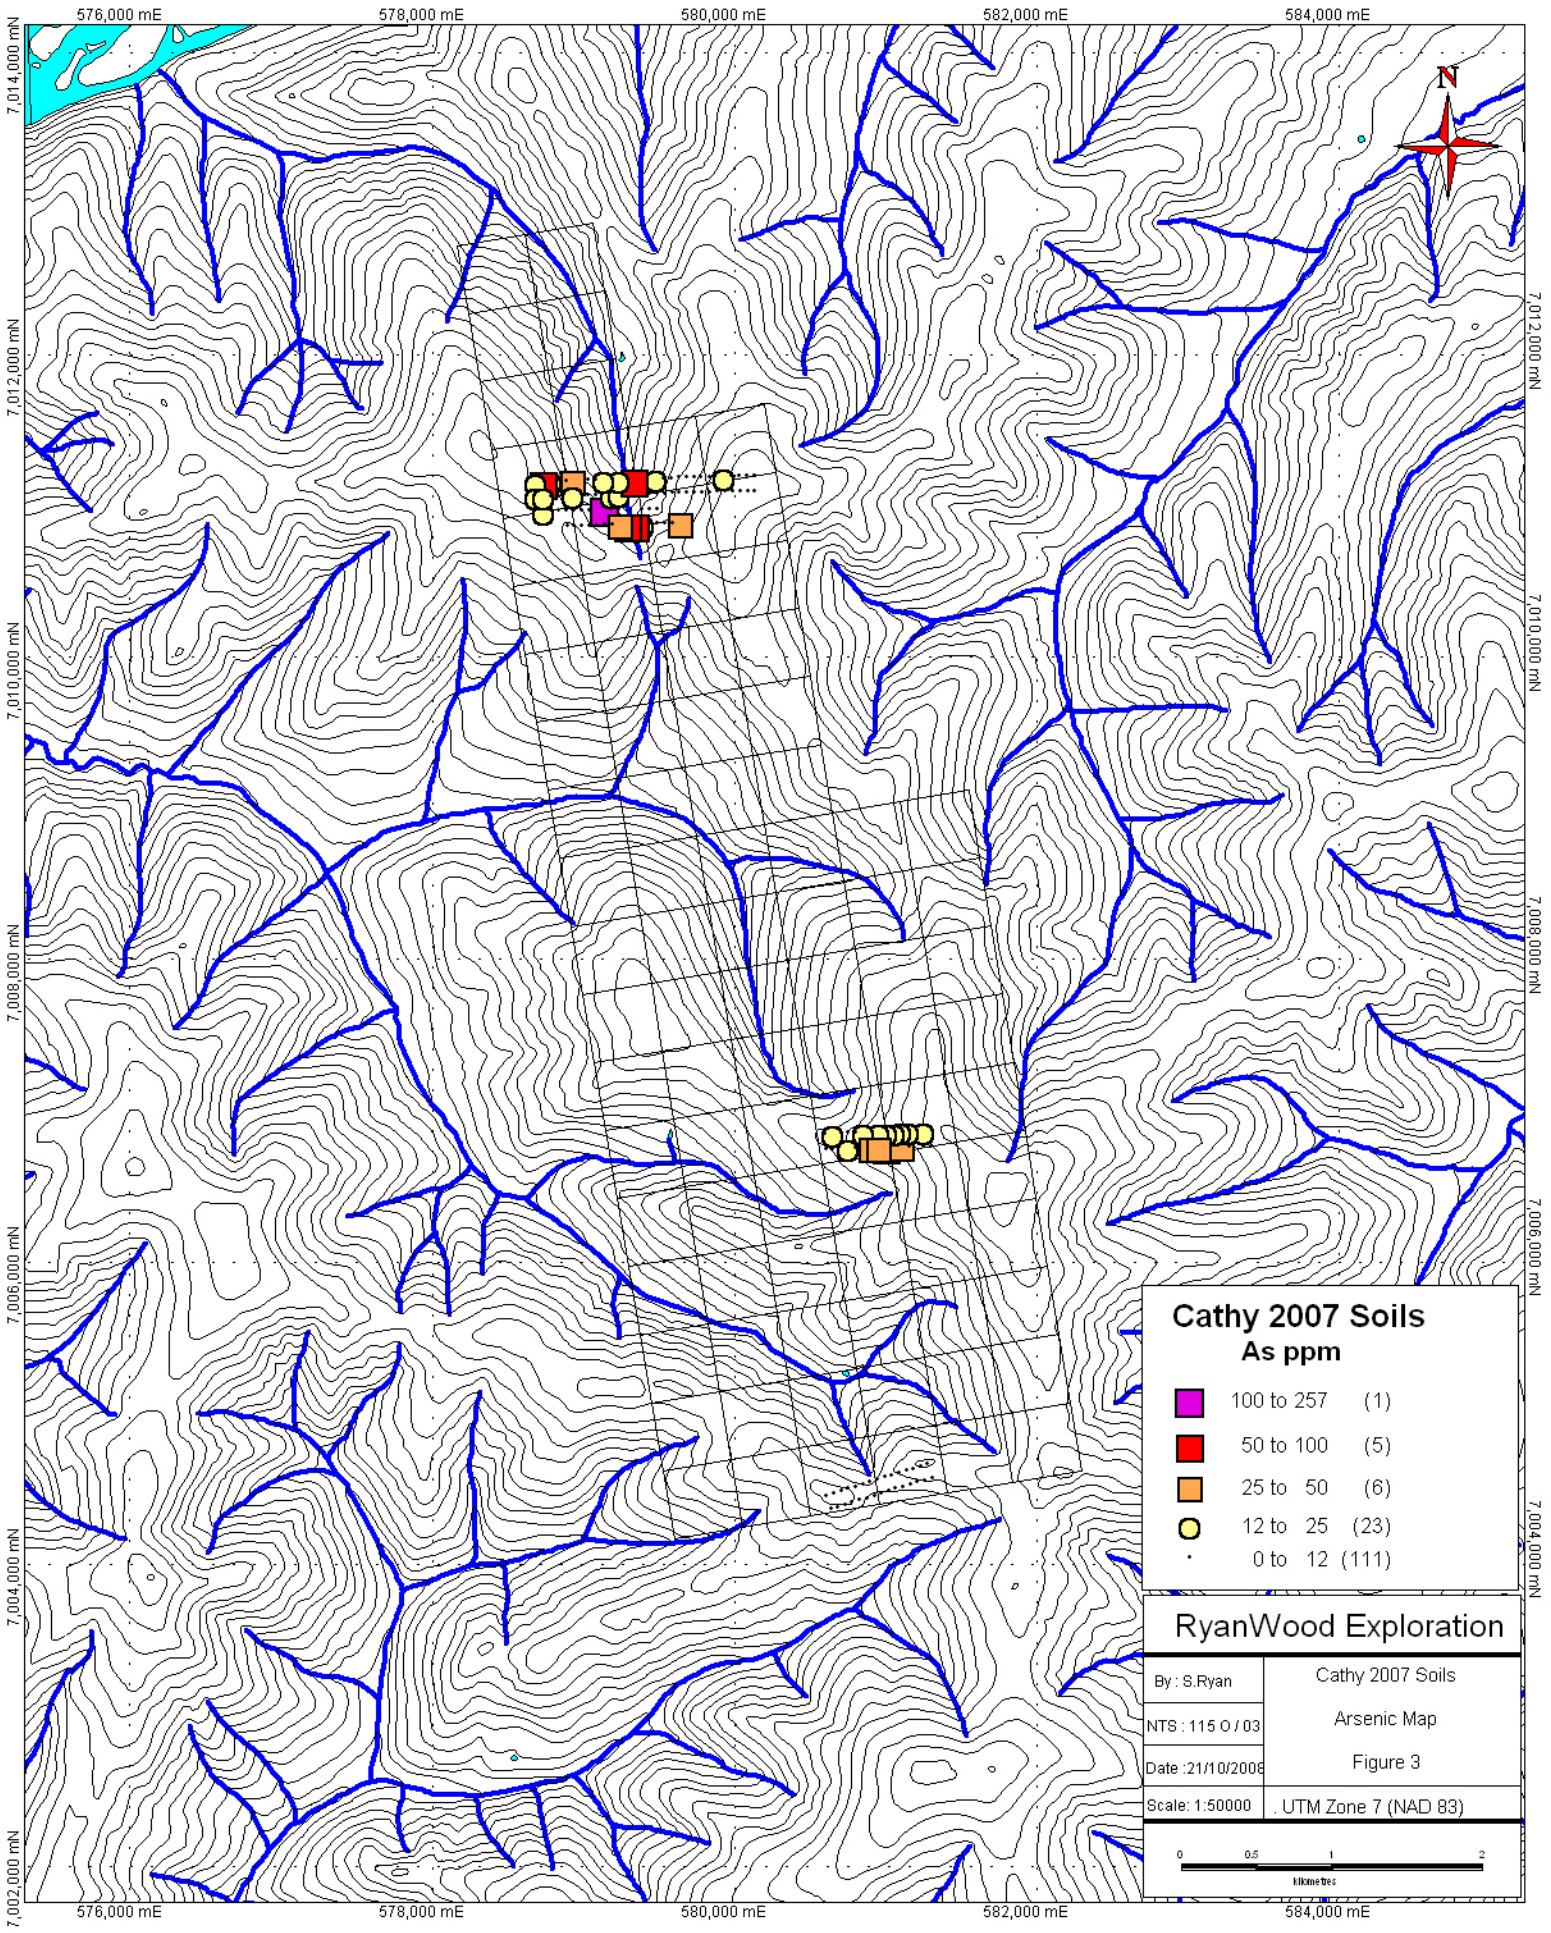 576,000 mE
578,000 mE
580,000 mE
582,000 mE
584,000 mE
7,014,000 mN
7,012,000 mN
7,010,000 mN
7,008,000 mN
7,006,000 mN
7,004,000 mN
7,002,000 mN
N
7,012,000 mN
7,010,000 mN
7,008,000 mN
7,006,000 mN
7,004,000 mN
Cathy 2007 Soils
As ppm
100 to 257 (1)
50 to 100 (5)
25 to 50 (6)
12 to 25 (23)
0 to 12 (111)
RyanWood Exploration
By : S.Ryan
NTS : 115 O / 03
Date :21/10/2008
Scale: 1:50000
Cathy 2007 Soils
Arsenic Map
Figure 3
UTM Zone 7 (NAD 83)
0 0.5 1 2
kilometres
576,000 mE
578,000 mE
580,000 mE
582,000 mE
584,000 mE